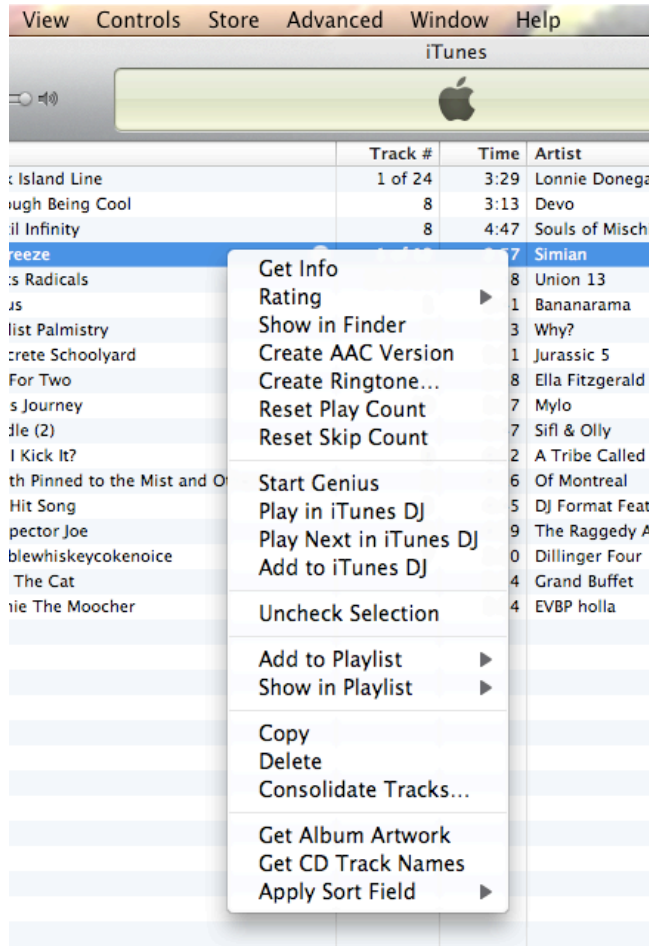 View Controls Store Advanced Window Help
iTunes
Track # Time Artist
Island Line 1 of 24 3:29 Lonnie Donega
ough Being Cool 8 3:13 Devo
til Infinity 8 4:47 Souls of Misch
reeze 7 Simian
ts Radicals 8 Union 13
us 1 Bananarama
list Palmistry 3 Why?
crete Schoolyard 1 Jurassic 5
For Two 8 Ella Fitzgerald
s Journey 7 Mylo
dle (2) 7 Sifl & Olly
I Kick It? 2 A Tribe Called
th Pinned to the Mist and Ot 6 Of Montreal
Hit Song 5 DJ Format Feat
pector Joe 9 The Raggedy A
blewhiskeycokenoice 0 Dillinger Four
The Cat 4 Grand Buffet
nie The Moocher 4 EVBP holla
Get Info
Rating
Show in Finder
Create AAC Version
Create Ringtone...
Reset Play Count
Reset Skip Count
Start Genius
Play in iTunes DJ
Play Next in iTunes DJ
Add to iTunes DJ
Uncheck Selection
Add to Playlist
Show in Playlist
Copy
Delete
Consolidate Tracks...
Get Album Artwork
Get CD Track Names
Apply Sort Field